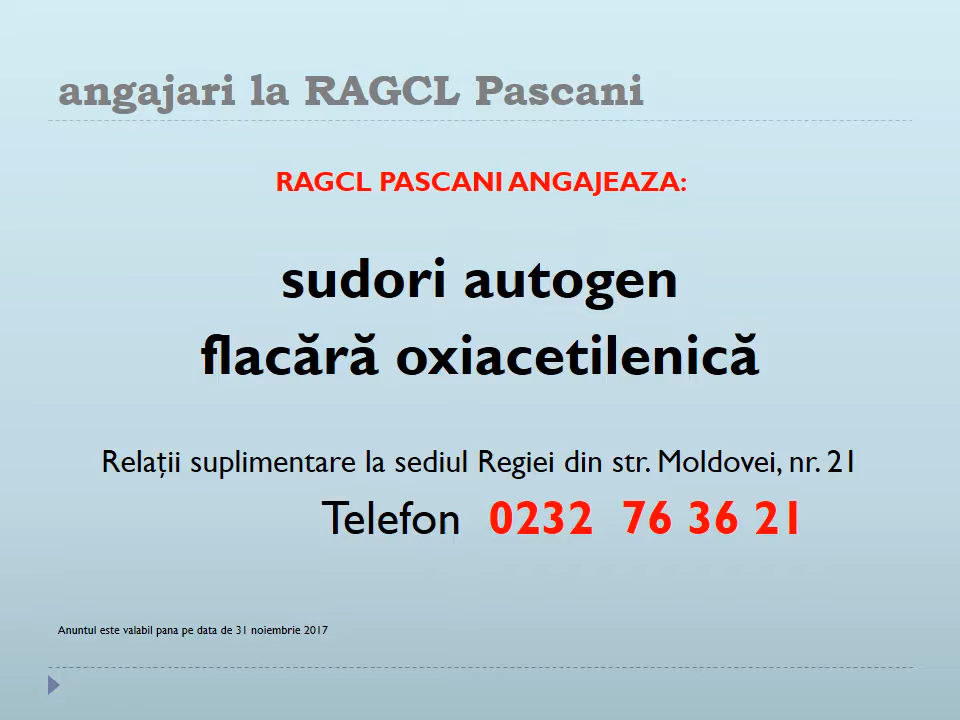 angajari la RAGCL Pascani
RAGCL PASCANI ANGAJEAZA:
sudori autogen
flacără oxiacetilenică
Relații suplimentare la sediul Regiei din str. Moldovei, nr. 21
Telefon 0232 76 36 21
Anuntul este valabil pana pe data de 31 noiembrie 2017